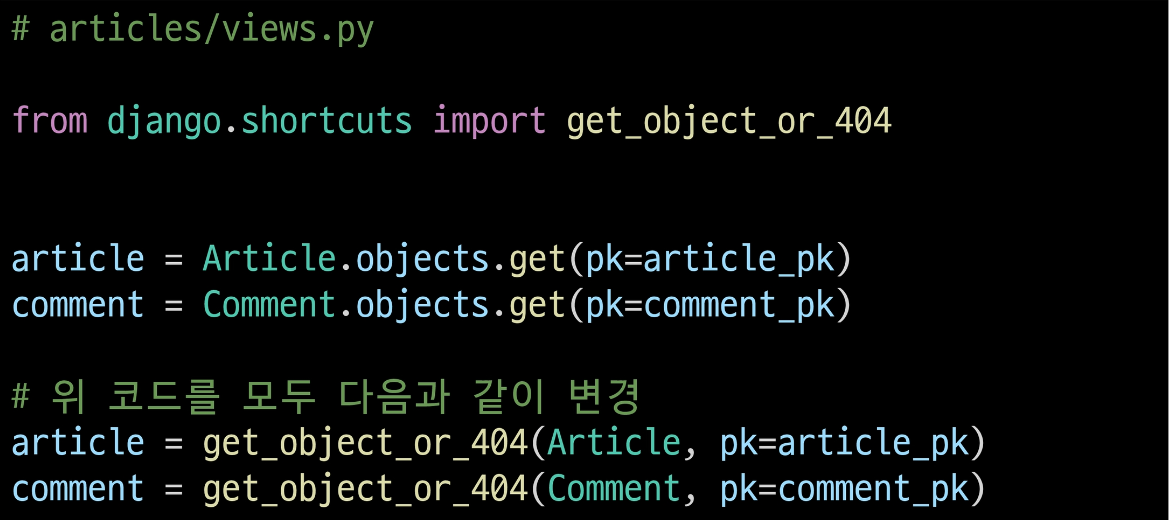 # articles/views.py
from django.shortcuts import get_object_or_404
article = Article.objects.get(pk=article_pk)
comment = Comment.objects.get(pk=comment_pk)
# 위 코드를 모두 다음과 같이 변경
article = get_object_or_404(Article, pk=article_pk)
comment = get_object_or_404(Comment, pk=comment_pk)